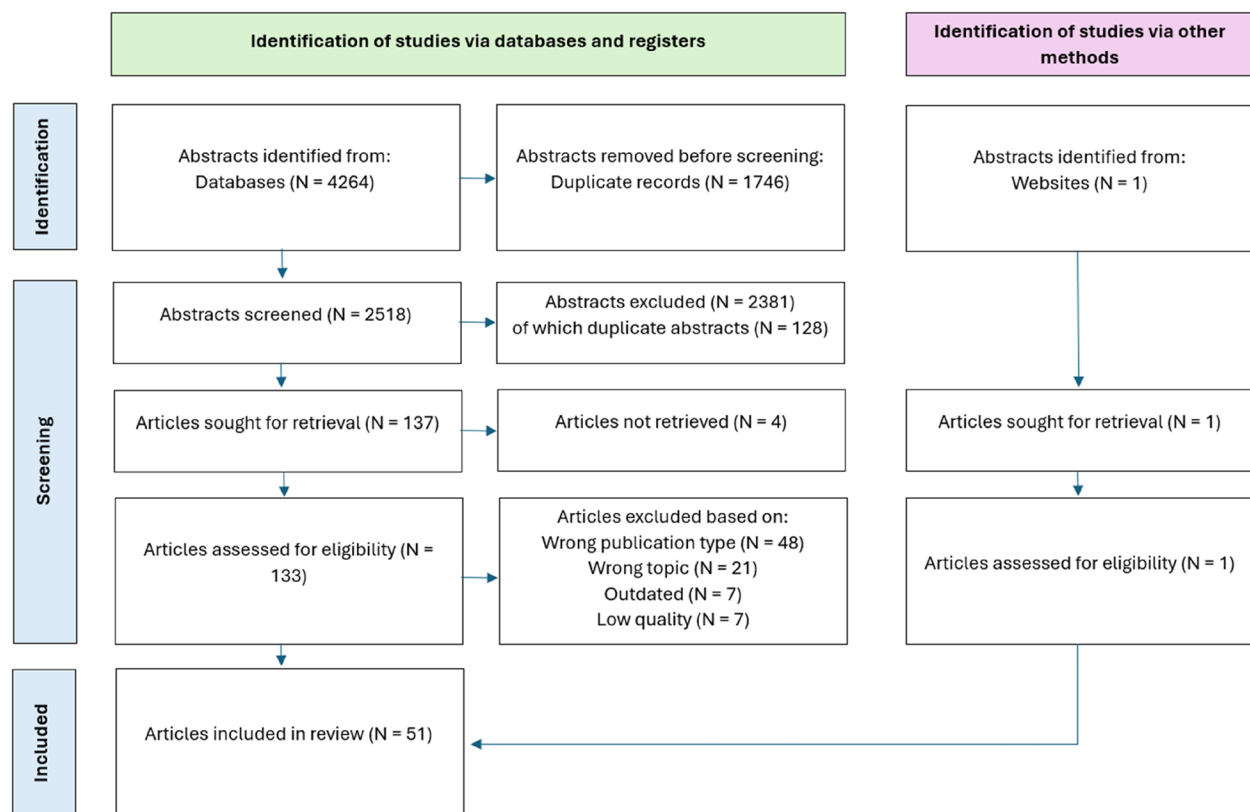 Identification of studies via databases and registers
Identification of studies via other
methods
Identification
Abstracts identified from:
Databases (N = 4264)
Abstracts removed before screening:
Duplicate records (N = 1746)
Abstracts identified from:
Websites (N = 1)
Screening
Abstracts screened (N = 2518)
Abstracts excluded (N = 2381)
of which duplicate abstracts (N = 128)
Articles sought for retrieval (N = 137)
Articles not retrieved (N = 4)
Articles sought for retrieval (N = 1)
Articles assessed for eligibility (N =
133)
Articles excluded based on:
Wrong publication type (N = 48)
Wrong topic (N = 21)
Outdated (N = 7)
Low quality (N = 7)
Articles assessed for eligibility (N = 1)
Included
Articles included in review (N = 51)